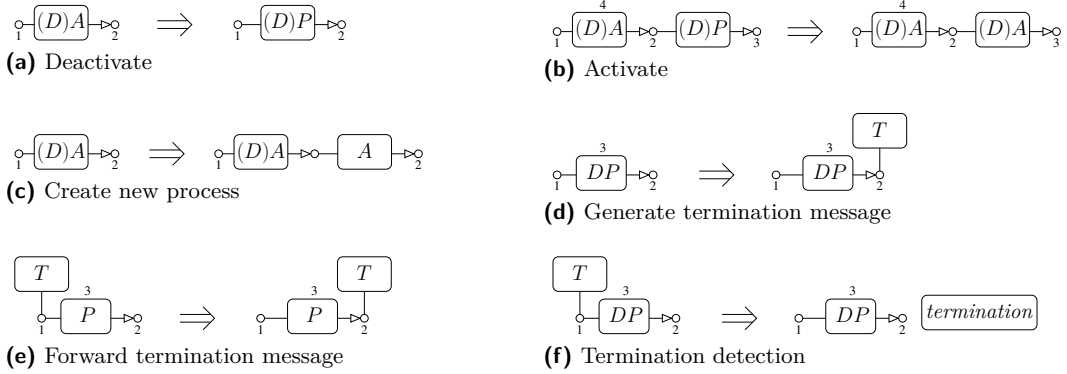 (D)A (D)P
1 2 1 2
(a) Deactivate
4 4
(D)A (D)P (D)A (D)A
1 2 3 1 2 3
(b) Activate
(D)A (D)A A
1 2 1 2
(c) Create new process
T
3 3
DP DP
1 2 1 2
(d) Generate termination message
T T
3 3
P P
1 2 1 2
(e) Forward termination message
T
3 3
DP DP termination
1 2 1 2
(f) Termination detection